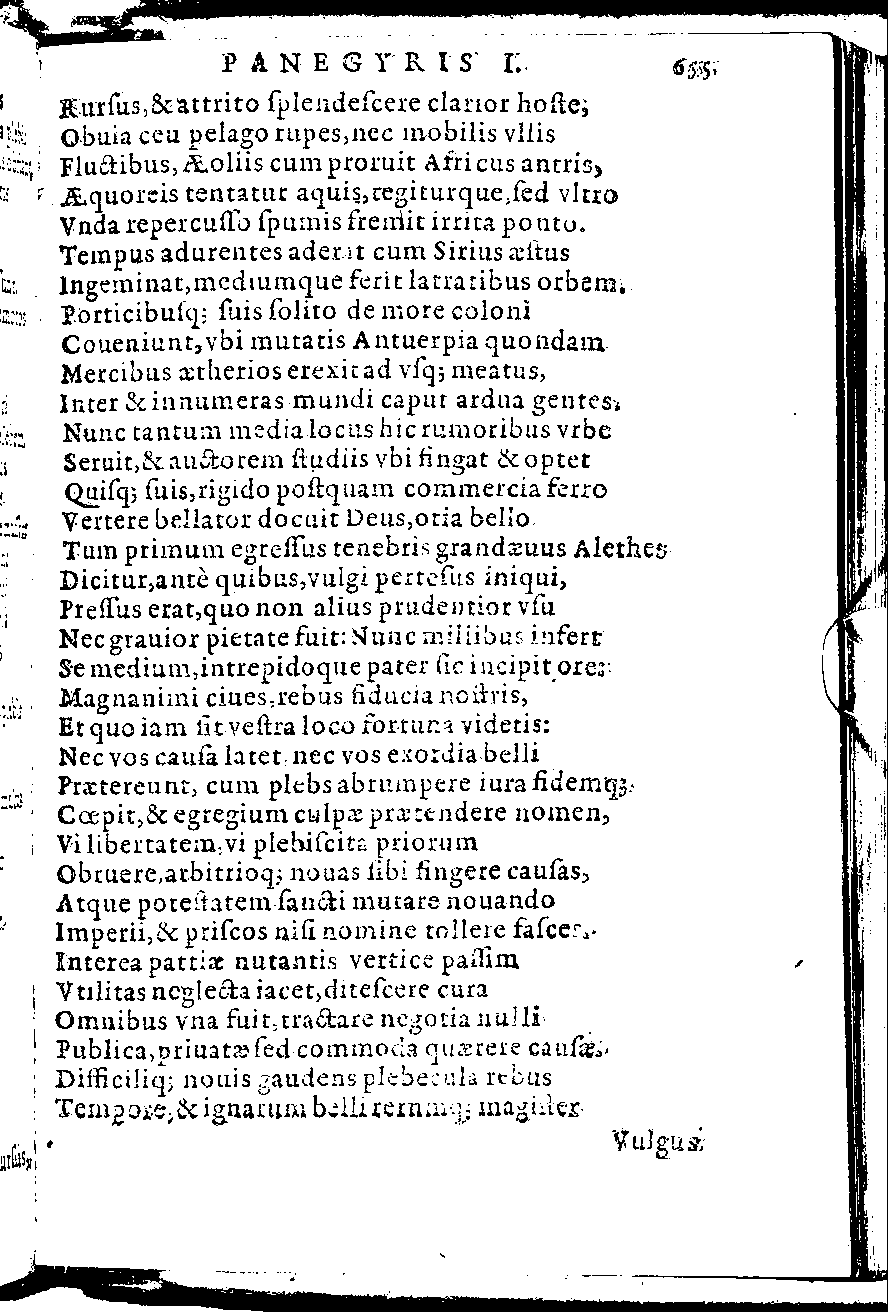 PANEGYRIS I. 655.
Rursus, & attrito splendescere clarior hoste;
Obuia ceu pelago rupes, nec mobilis vllis
Fluctibus, Æoliis cum proruit Africus antris,
Æquoreis tentatur aquis, tegiturque, sed vltro
Vnda repercusso spumis fremit irrita ponto.
Tempus adurentes aderit cum Sirius æstus
Ingeminat, mediumque ferit latratibus orbem.
Porticibusq; suis solito de more coloni
Coueniunt, vbi mutatis Antuerpia quondam
Mercibus ætherios erexit ad vsq; meatus,
Inter & innumeras mundi caput ardua gentes,
Nunc tantum media locus hic rumoribus vrbe
Seruit, & auctorem studiis vbi fingat & optet
Quisq; suis, rigido postquam commercia ferro
Vertere bellator docuit Deus, otia bello.
Tum primum egressus tenebris grandæuus Alethes
Dicitur, antè quibus, vulgi pertesus iniqui,
Pressus erat, quo non alius prudentior vsu
Nec grauior pietate fuit: Nunc millibus infert
Se medium, intrepidoque pater sic incipit ore:
Magnanimi ciues, rebus fiducia nostris,
Et quo iam sit vestra loco fortuna videtis:
Nec vos causa latet, nec vos exordia belli
Prætereunt, cum plebs abrumpere iura fidemq;
Cœpit, & egregium culpæ prætendere nomen,
Vi libertatem, vi plebiscita priorum
Obruere, arbitrioq; nouas sibi fingere causas,
Atque potestatem sancti mutare nouando
Imperii, & priscos nisi nomine tollere fasces.
Interea patriæ nutantis vertice passim
Vtilitas neglecta iacet, ditescere cura
Omnibus vna fuit, tractare negotia nulli
Publica, priuatæ sed commoda quærere causæ.
Difficiliq; nouis gaudens plebecula rebus
Tempore, & ignarum belli rerumq; magister
Vulgus